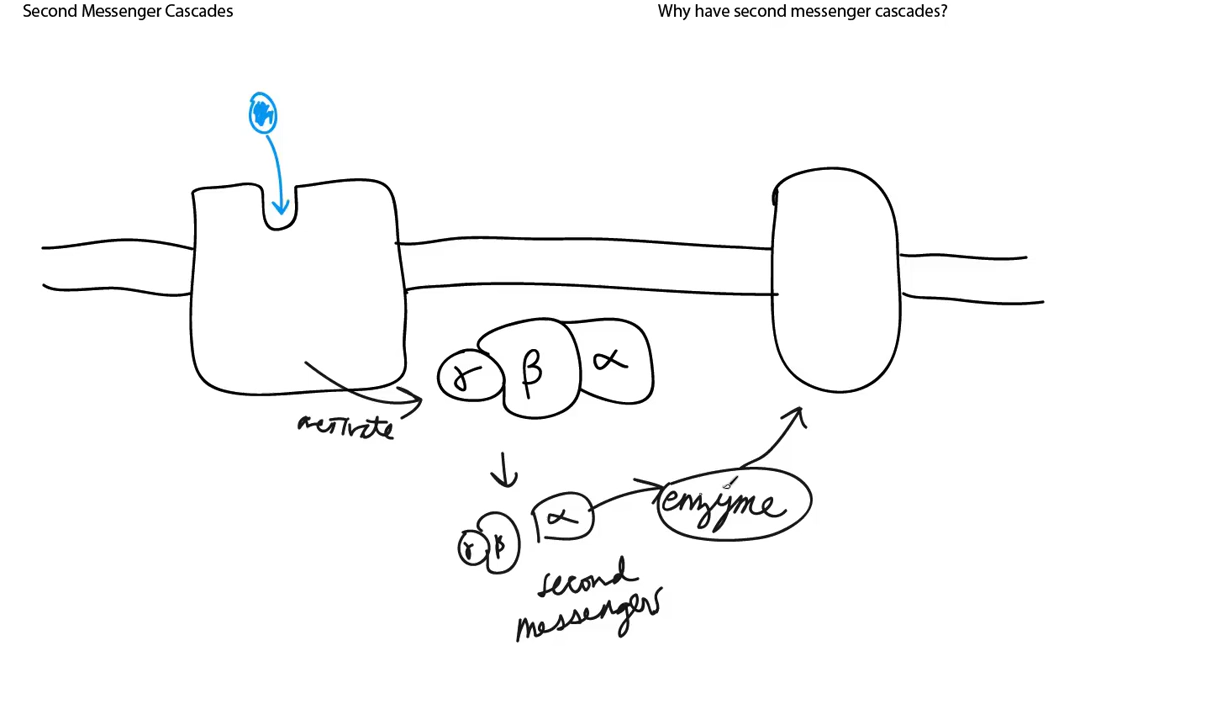 Second Messenger Cascades
Why have second messenger cascades?
γ β α
activate
γ β α enzyme
second
messengers